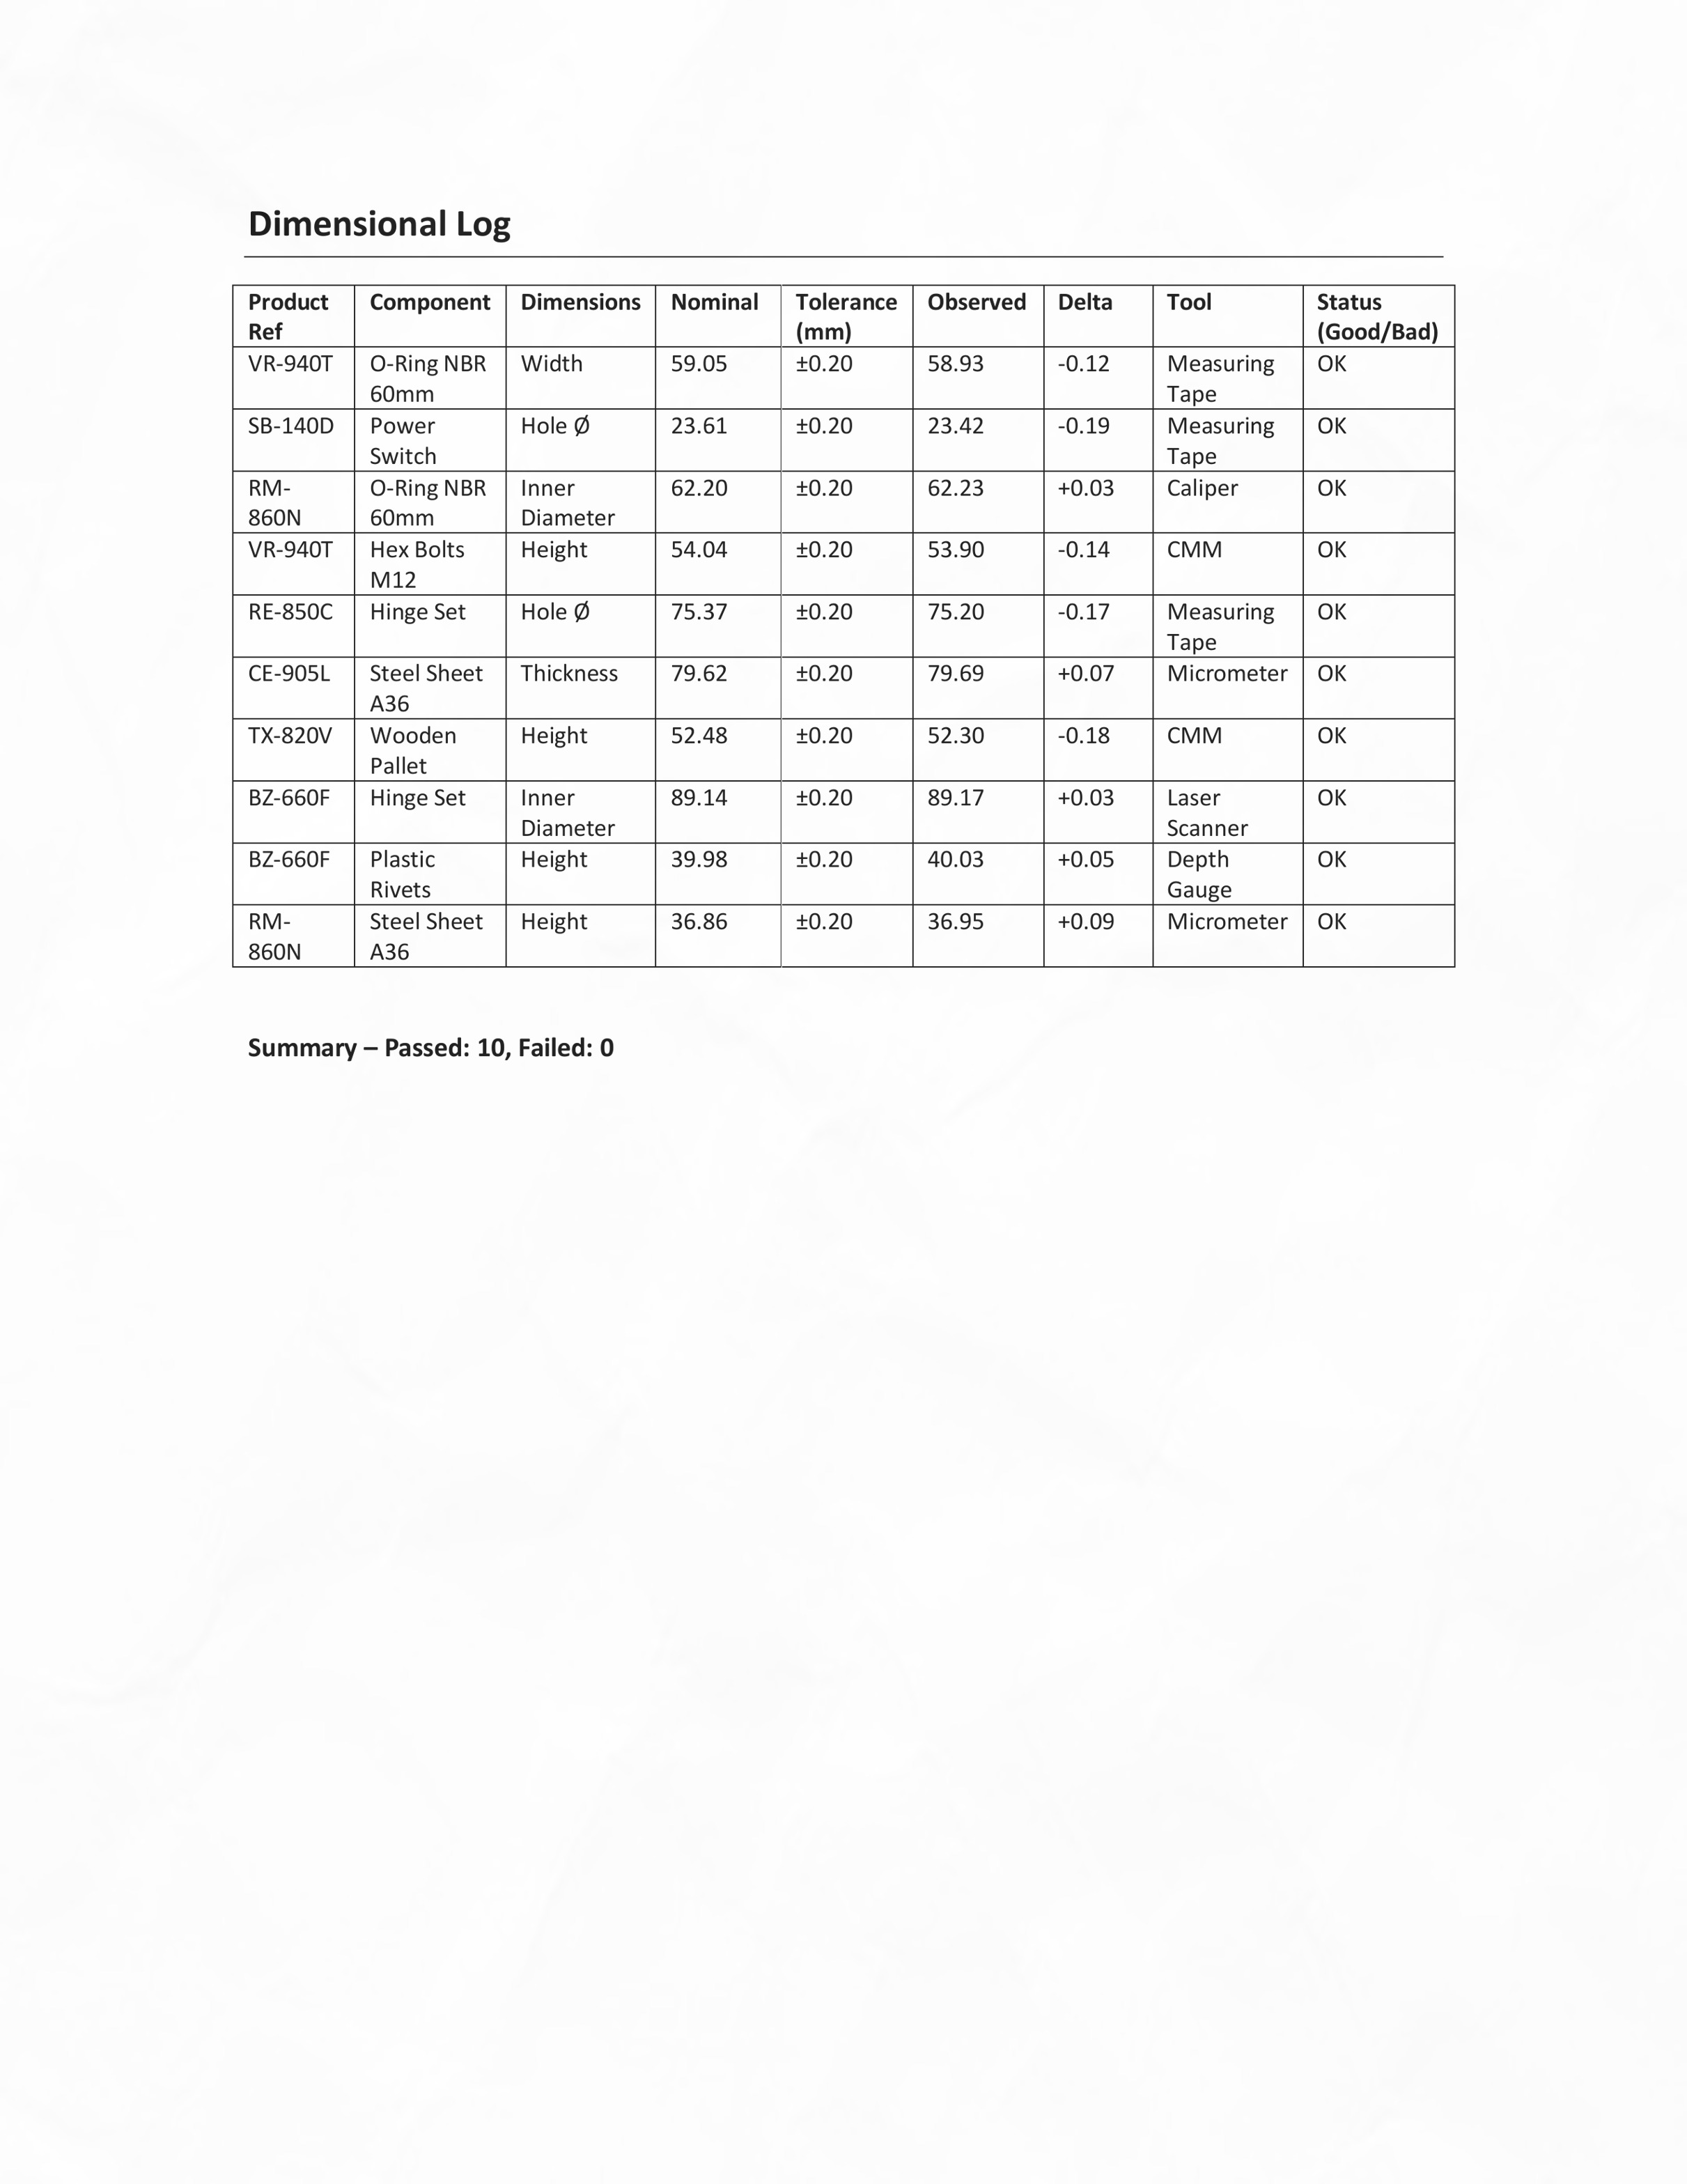 Dimensional Log
Product Ref Component Dimensions Nominal Tolerance (mm) Observed Delta Tool Status (Good/Bad)
VR-940T O-Ring NBR 60mm Width 59.05 ±0.20 58.93 -0.12 Measuring Tape OK
SB-140D Power Switch Hole Ø 23.61 ±0.20 23.42 -0.19 Measuring Tape OK
RM-860N O-Ring NBR 60mm Inner Diameter 62.20 ±0.20 62.23 +0.03 Caliper OK
VR-940T Hex Bolts M12 Height 54.04 ±0.20 53.90 -0.14 CMM OK
RE-850C Hinge Set Hole Ø 75.37 ±0.20 75.20 -0.17 Measuring Tape OK
CE-905L Steel Sheet A36 Thickness 79.62 ±0.20 79.69 +0.07 Micrometer OK
TX-820V Wooden Pallet Height 52.48 ±0.20 52.30 -0.18 CMM OK
BZ-660F Hinge Set Inner Diameter 89.14 ±0.20 89.17 +0.03 Laser Scanner OK
BZ-660F Plastic Rivets Height 39.98 ±0.20 40.03 +0.05 Depth Gauge OK
RM-860N Steel Sheet A36 Height 36.86 ±0.20 36.95 +0.09 Micrometer OK
Summary – Passed: 10, Failed: 0